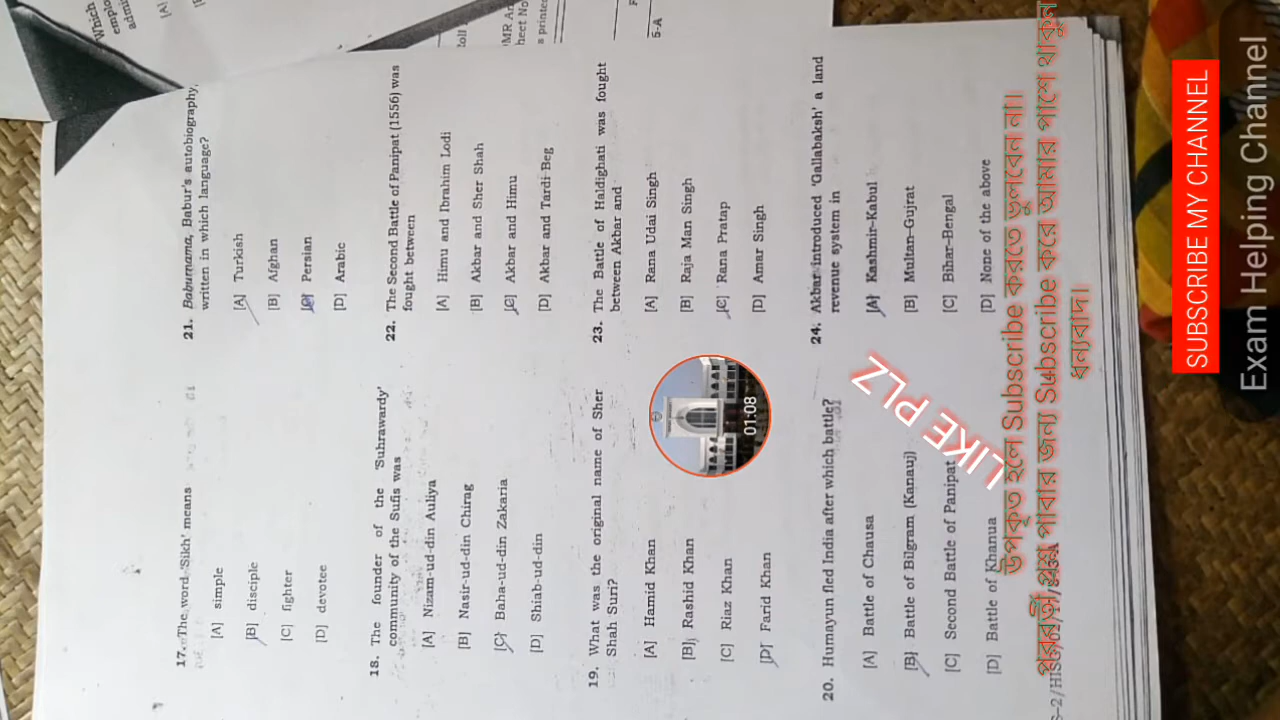 17. The word 'Sikh' means
[A] simple
[B] disciple
[C] fighter
[D] devotee
18. The founder of the 'Suhrawardy'
community of the Sufis was
[A] Nizam-ud-din Auliya
[B] Nasir-ud-din Chirag
[C] Baha-ud-din Zakaria
[D] Shiab-ud-din
19. What was the original name of Sher
Shah Suri?
[A] Hamid Khan
[B] Rashid Khan
[C] Riaz Khan
[D] Farid Khan
20. Humayun fled India after which battle?
[A] Battle of Chausa
[B] Battle of Bilgram (Kanauj)
[C] Second Battle of Panipat
[D] Battle of Khanua
21. Baburnama, Babur's autobiography,
written in which language?
[A] Turkish
[B] Afghan
[C] Persian
[D] Arabic
22. The Second Battle of Panipat (1556) was
fought between
[A] Himu and Ibrahim Lodi
[B] Akbar and Sher Shah
[C] Akbar and Himu
[D] Akbar and Tardi Beg
23. The Battle of Haldighati was fought
between Akbar and
[A] Rana Udai Singh
[B] Raja Man Singh
[C] Rana Pratap
[D] Amar Singh
24. Akbar introduced 'Gallabaksh' a land
revenue system in
[A] Kashmir–Kabul
[B] Multan–Gujrat
[C] Bihar–Bengal
[D] None of the above
5-A
Which
emplo
admi
[A]
01:08
LIKE PLZ
উপকৃত হলে Subscribe করতে ভুলবেন না।
পরবর্তী প্রশ্ন পাবার জন্য Subscribe করে আমার পাশে থাকুন
ধন্যবাদ।
SUBSCRIBE MY CHANNEL
Exam Helping Channel